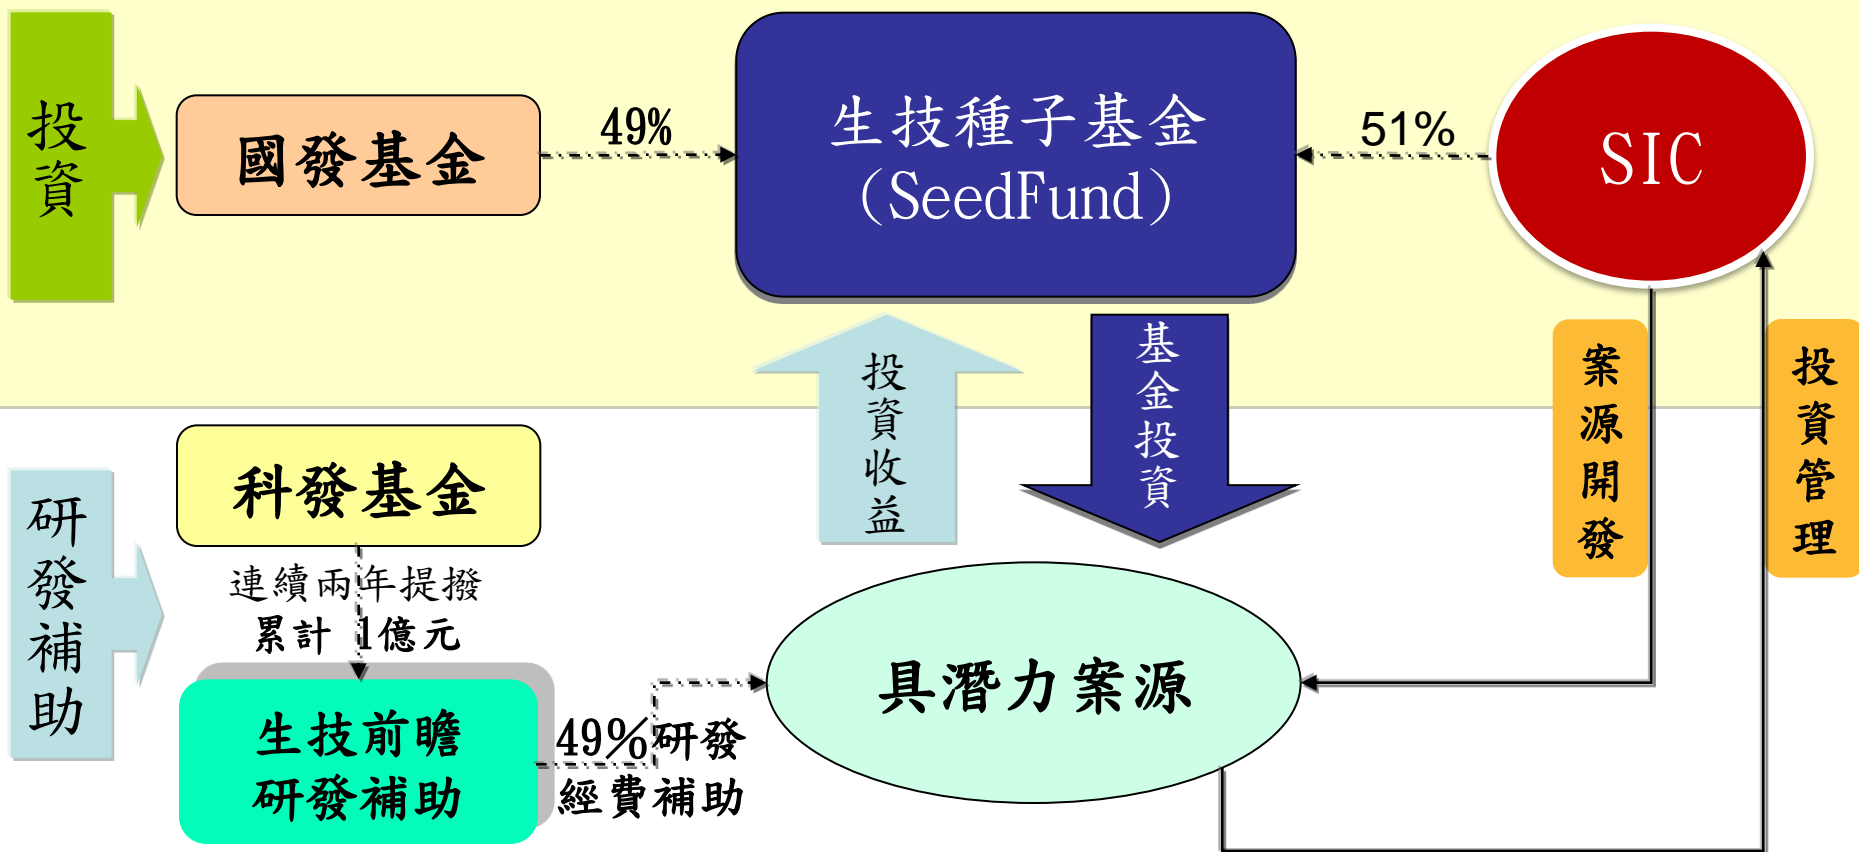 投資
國發基金
49%
生技種子基金
(SeedFund)
51%
SIC
投資收益
基金投資
案源開發
投資管理
研發補助
科發基金
連續兩年提撥
累計 1億元
生技前瞻
研發補助
49%研發
經費補助
具潛力案源